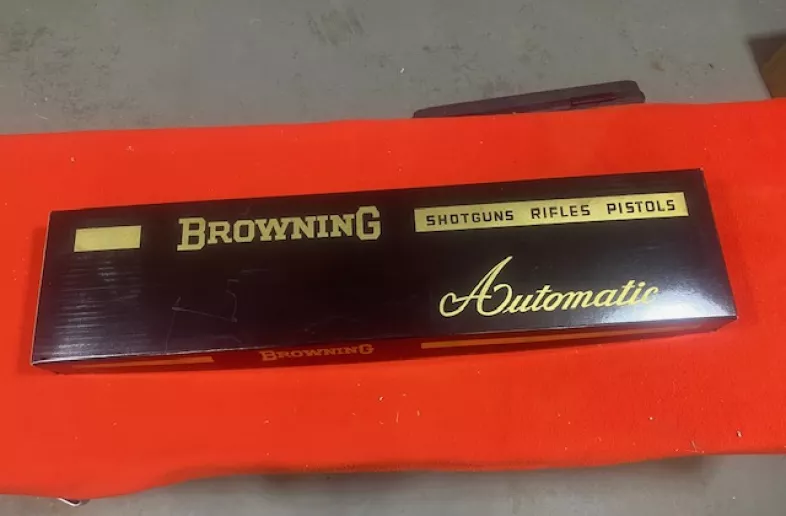 BROWNING
SHOTGUNS RIFLES PISTOLS
Automatic
BROWNING